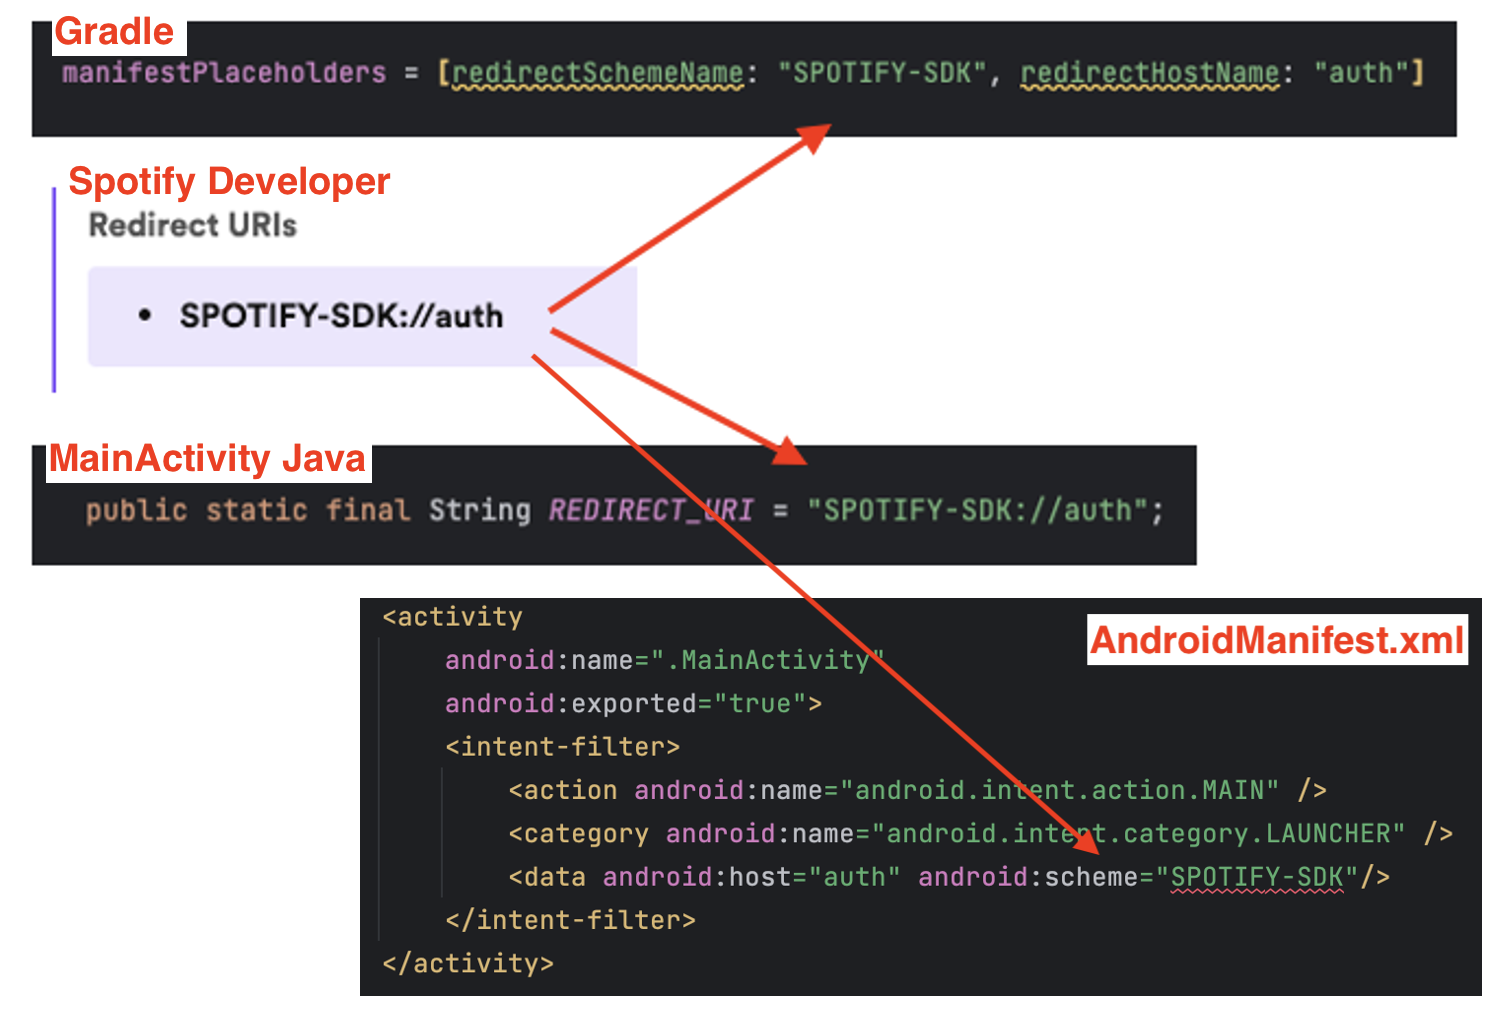 Gradle
manifestPlaceholders = [redirectSchemeName: "SPOTIFY-SDK", redirectHostName: "auth"]
Spotify Developer
Redirect URIs
• SPOTIFY-SDK://auth
MainActivity Java
public static final String REDIRECT_URI = "SPOTIFY-SDK://auth";
AndroidManifest.xml
<activity
android:name=".MainActivity"
android:exported="true">
<intent-filter>
<action android:name="android.intent.action.MAIN" />
<category android:name="android.intent.category.LAUNCHER" />
<data android:host="auth" android:scheme="SPOTIFY-SDK"/>
</intent-filter>
</activity>